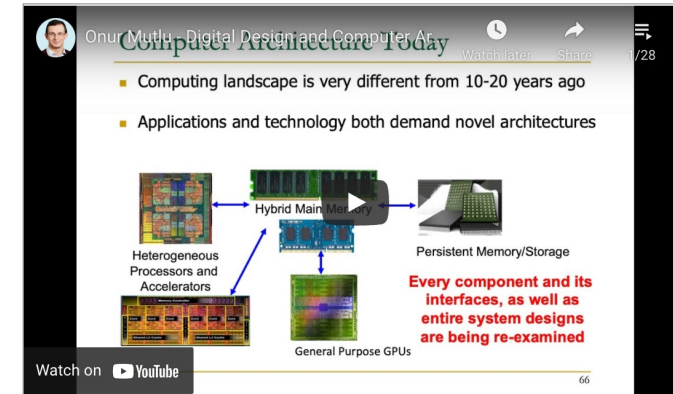 Onur Mutlu - Digital Design and Computer Ar...
Computer Architecture Today
Watch later
Share
1/28
Computing landscape is very different from 10-20 years ago
Applications and technology both demand novel architectures
Hybrid Main Memory
Heterogeneous
Processors and
Accelerators
Persistent Memory/Storage
General Purpose GPUs
Every component and its
interfaces, as well as
entire system designs
are being re-examined
Watch on YouTube
66